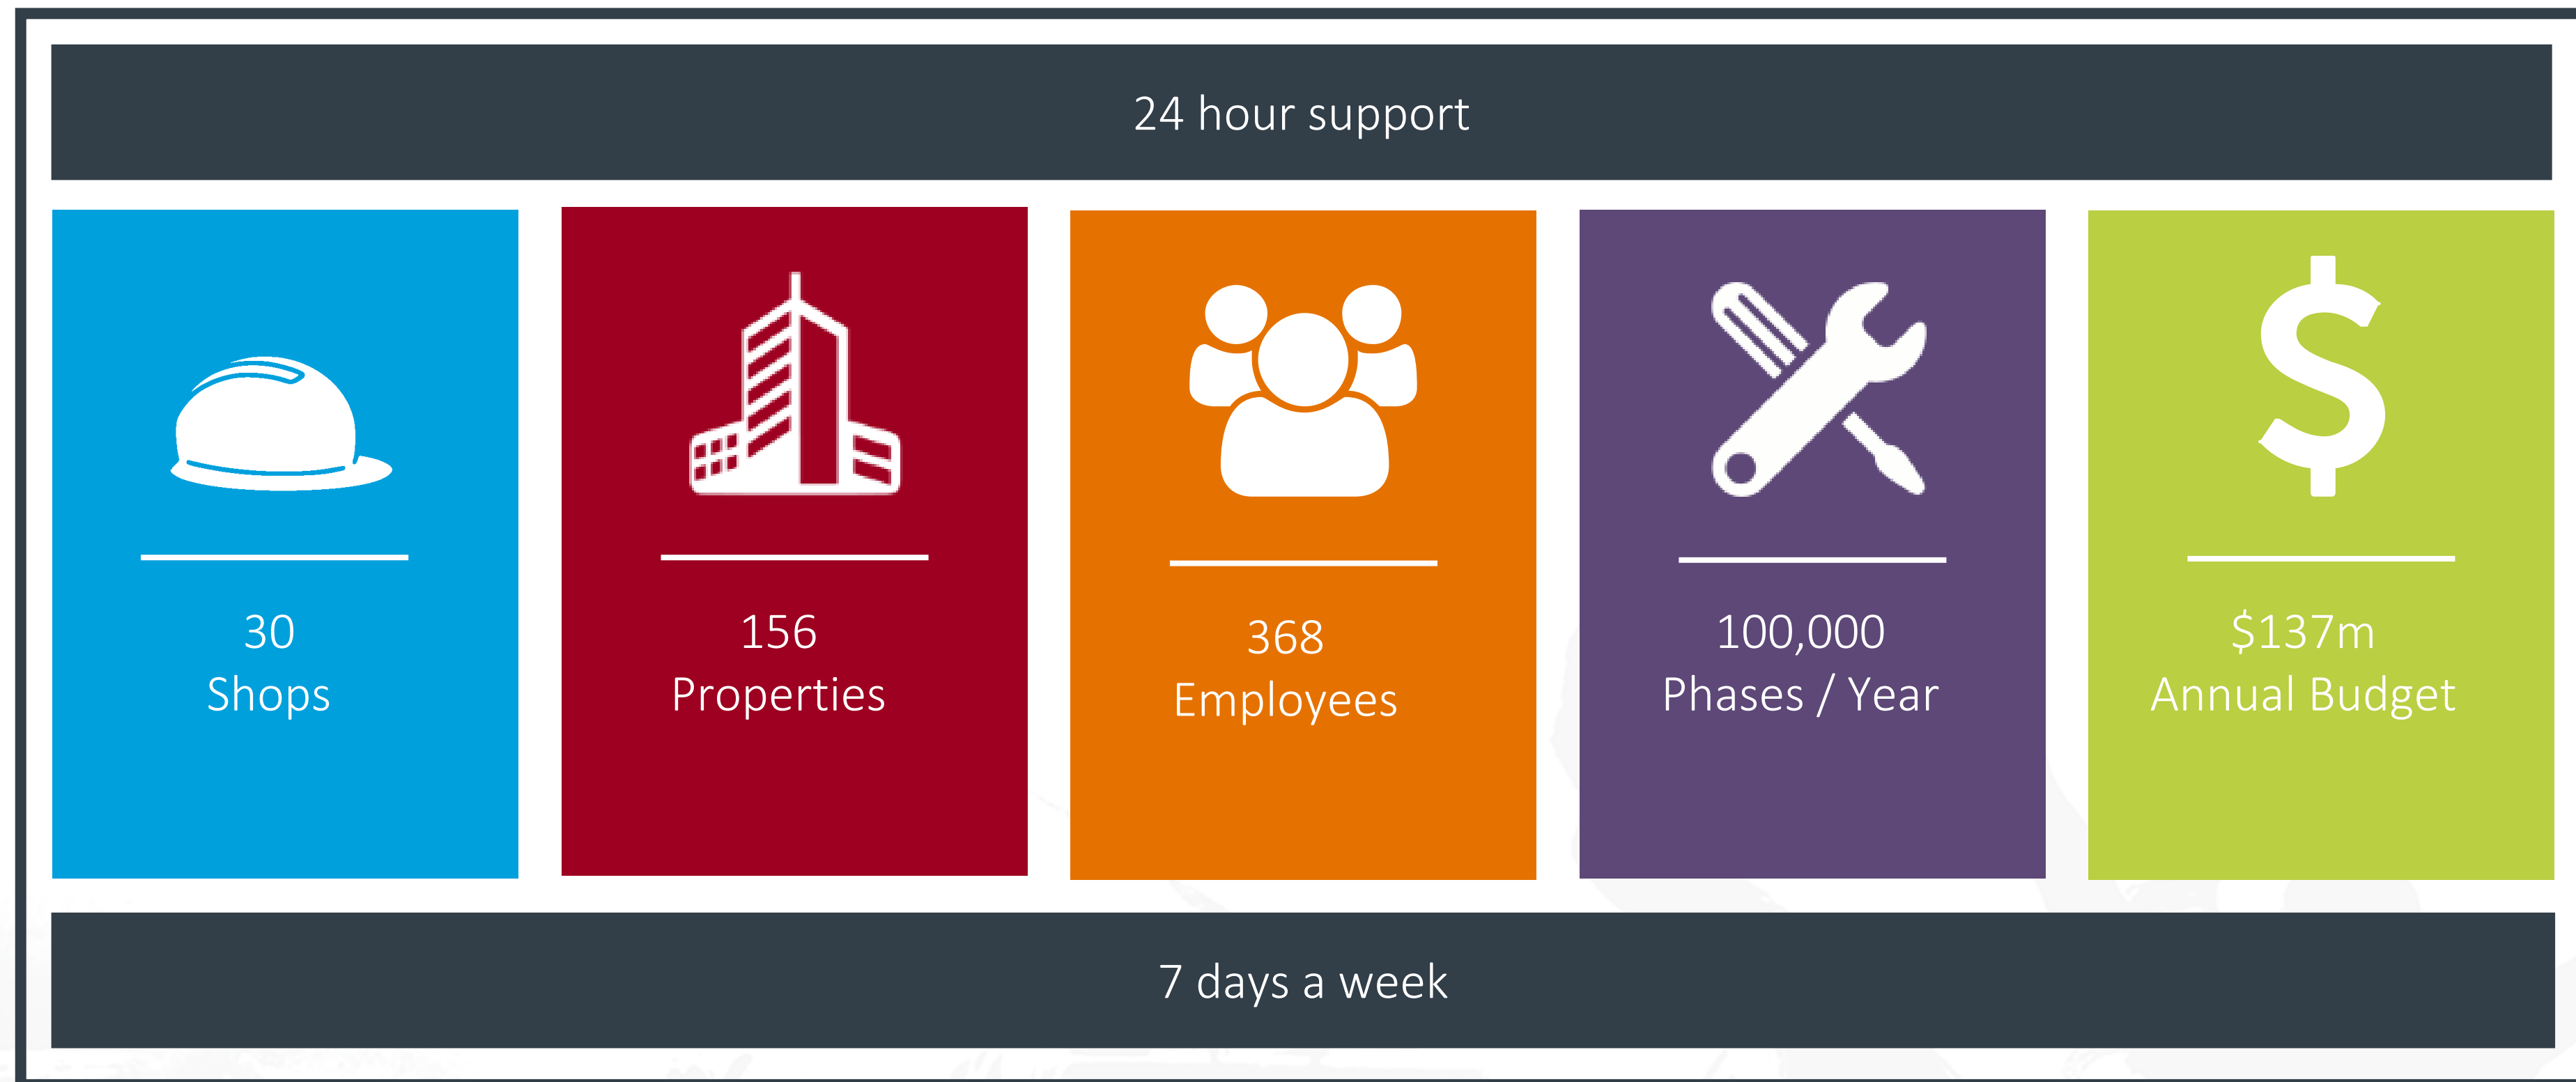 24 hour support
30
Shops
156
Properties
368
Employees
100,000
Phases / Year
$137m
Annual Budget
7 days a week